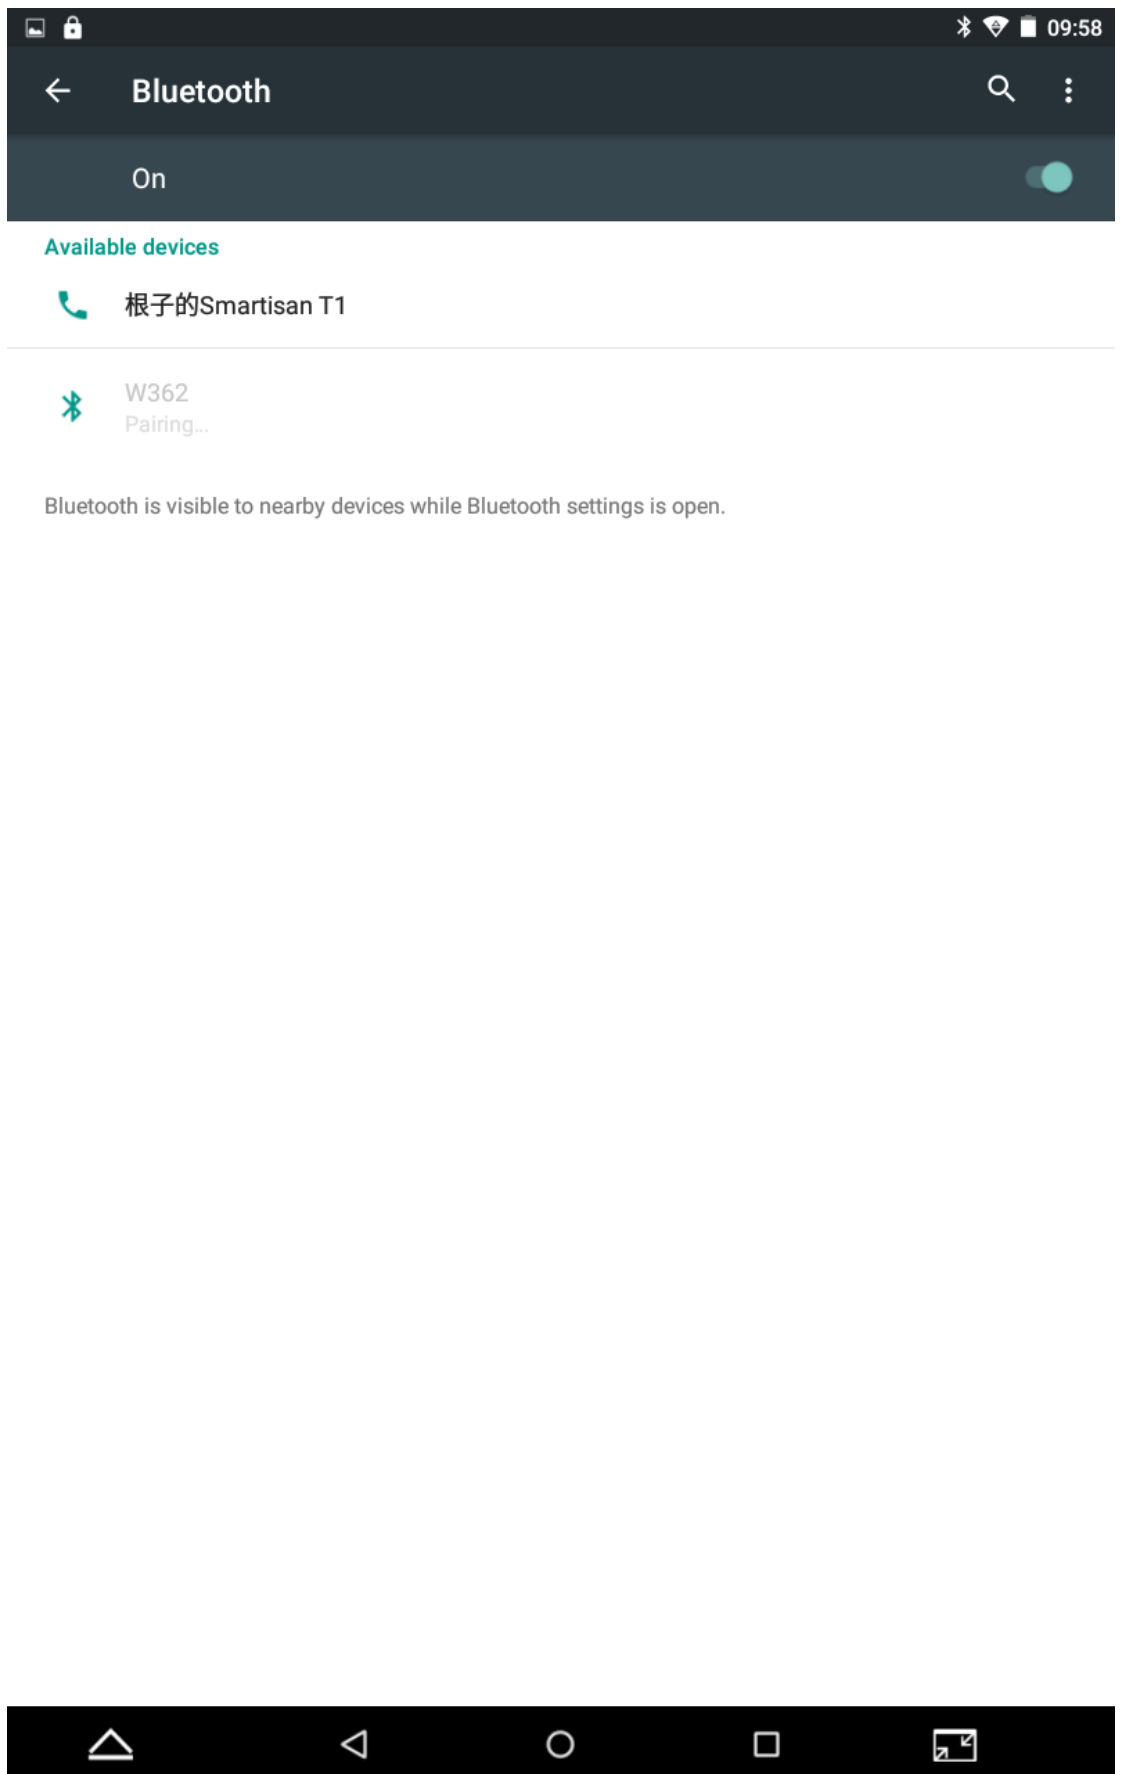 09:58
Bluetooth
On
Available devices
根子的Smartisan T1
W362
Pairing...
Bluetooth is visible to nearby devices while Bluetooth settings is open.